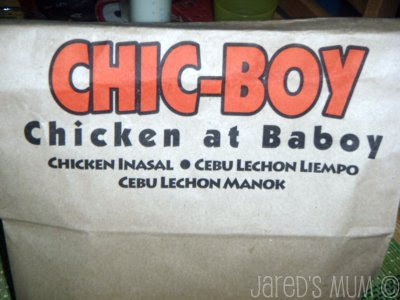 CHIC-BOY
Chicken at Baboy
CHICKEN INASAL ● CEBU LECHON LIEMPO
CEBU LECHON MANOK
JARED'S MUM ©